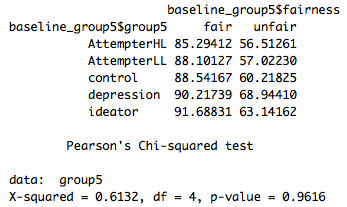 baseline_group5$fairness
baseline_group5$group5 fair unfair
AttempterHL 85.29412 56.51261
AttempterLL 88.10127 57.02230
control 88.54167 60.21825
depression 90.21739 68.94410
ideator 91.68831 63.14162
Pearson's Chi-squared test
data: group5
X-squared = 0.6132, df = 4, p-value = 0.9616